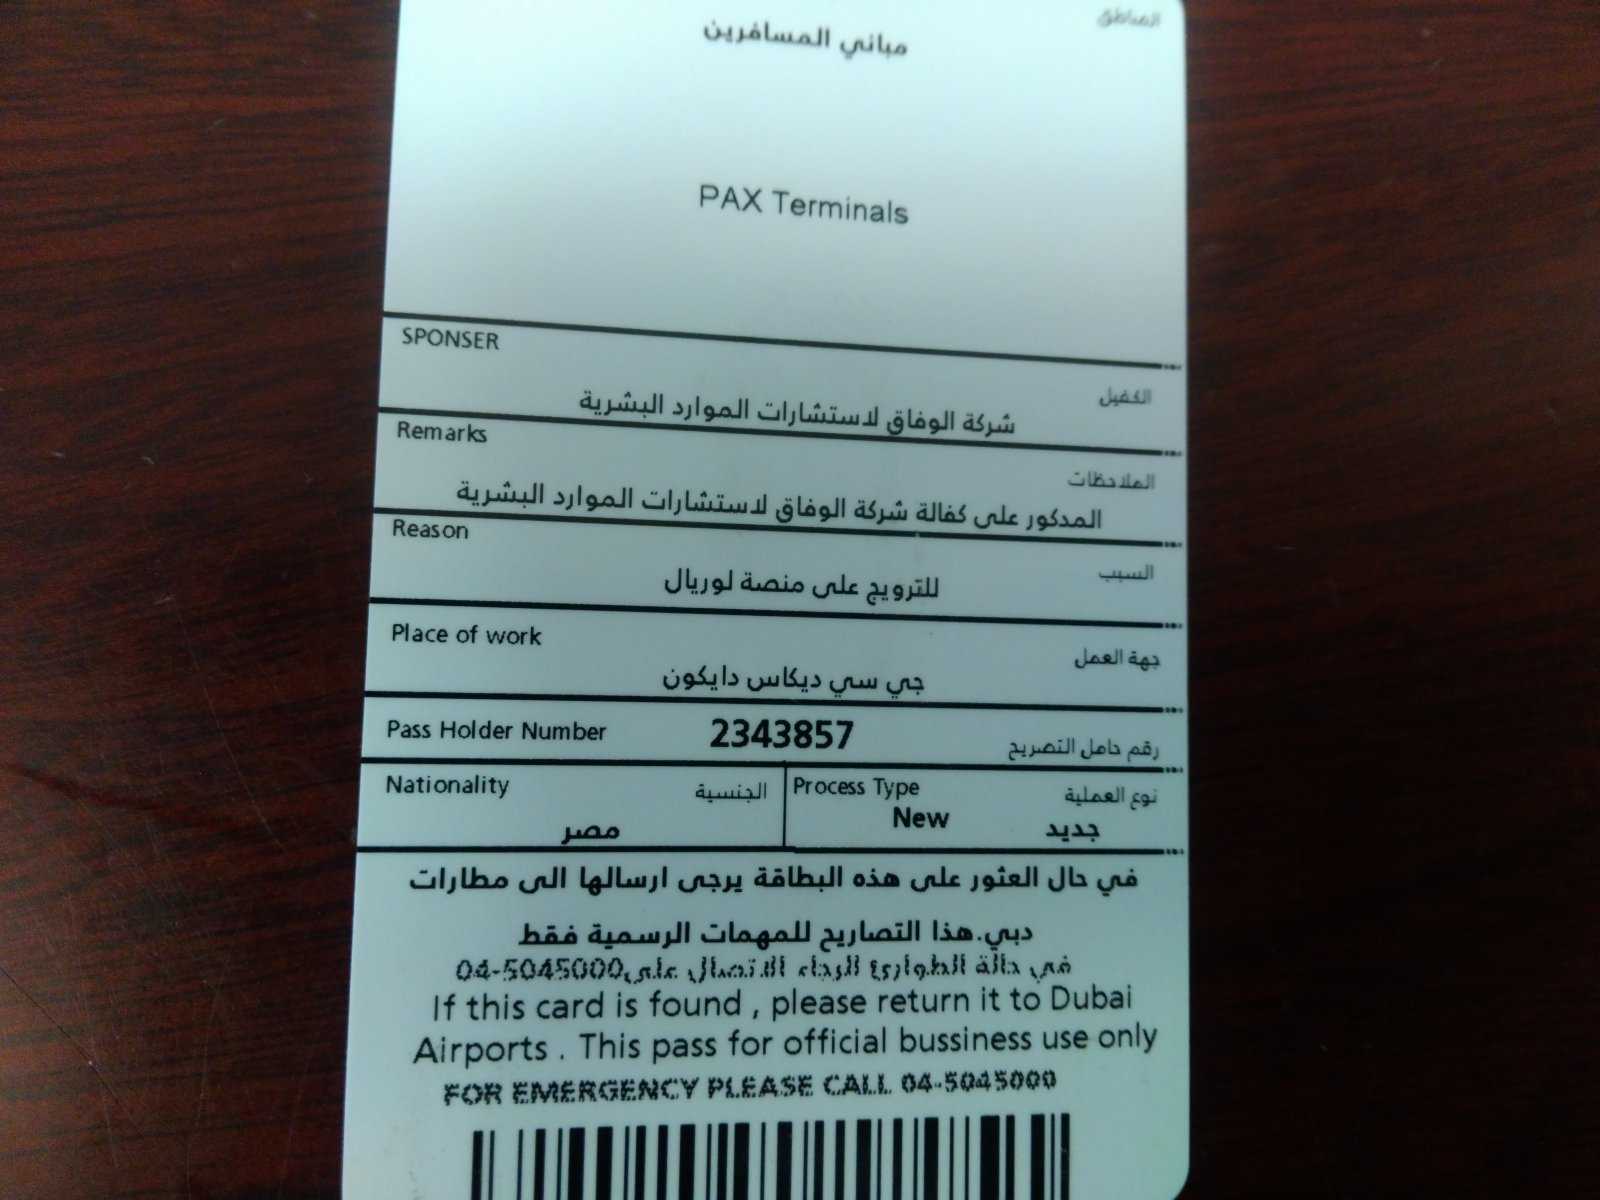 المناطق
مباني المسافرين
PAX Terminals
SPONSER
الكفيل
شركة الوفاق لاستشارات الموارد البشرية
Remarks
الملاحظات
المدكور على كفالة شركة الوفاق لاستشارات الموارد البشرية
Reason
السبب
للترويج على منصة لوريال
Place of work
جهة العمل
جي سي ديكاس دايكون
Pass Holder Number 2343857 رقم حامل التصريح
Nationality الجنسية Process Type نوع العملية
مصر New جديد
في حال العثور على هذه البطاقة يرجى ارسالها الى مطارات
دبي.هذا التصاريح للمهمات الرسمية فقط
في حالة الطوارئ الرجاء الاتصال على04-5045000
If this card is found , please return it to Dubai
Airports . This pass for official bussiness use only
FOR EMERGENCY PLEASE CALL 04-5045000